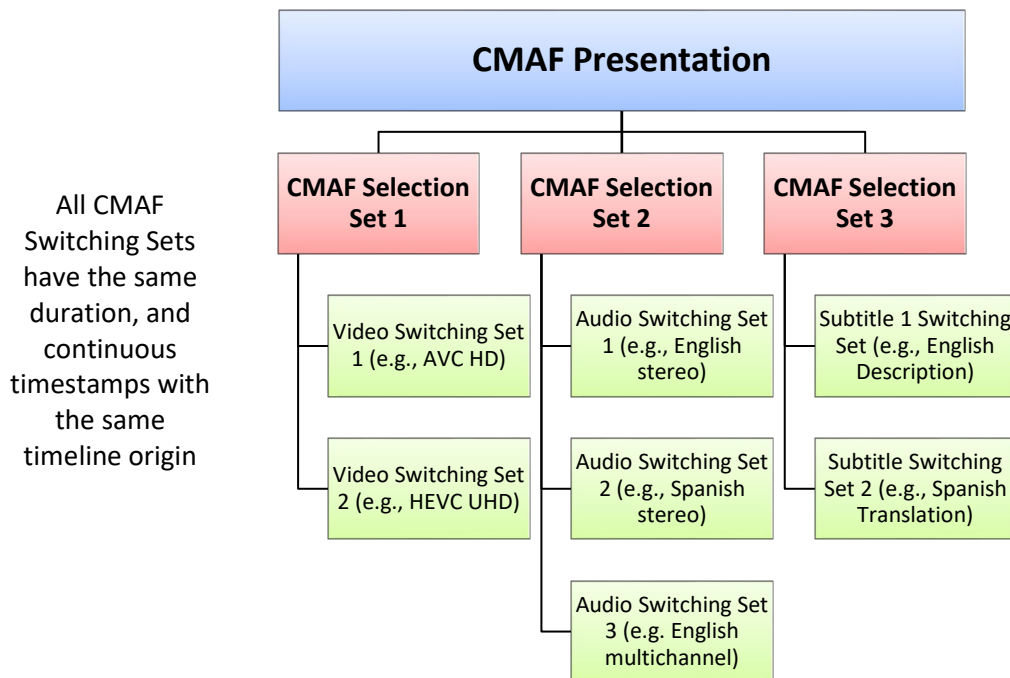 CMAF Presentation
All CMAF
Switching Sets
have the same
duration, and
continuous
timestamps with
the same
timeline origin
CMAF Selection
Set 1
Video Switching Set
1 (e.g., AVC HD)
Video Switching Set
2 (e.g., HEVC UHD)
CMAF Selection
Set 2
Audio Switching Set
1 (e.g., English
stereo)
Audio Switching Set
2 (e.g., Spanish
stereo)
Audio Switching Set
3 (e.g. English
multichannel)
CMAF Selection
Set 3
Subtitle 1 Switching
Set (e.g., English
Description)
Subtitle Switching
Set 2 (e.g., Spanish
Translation)